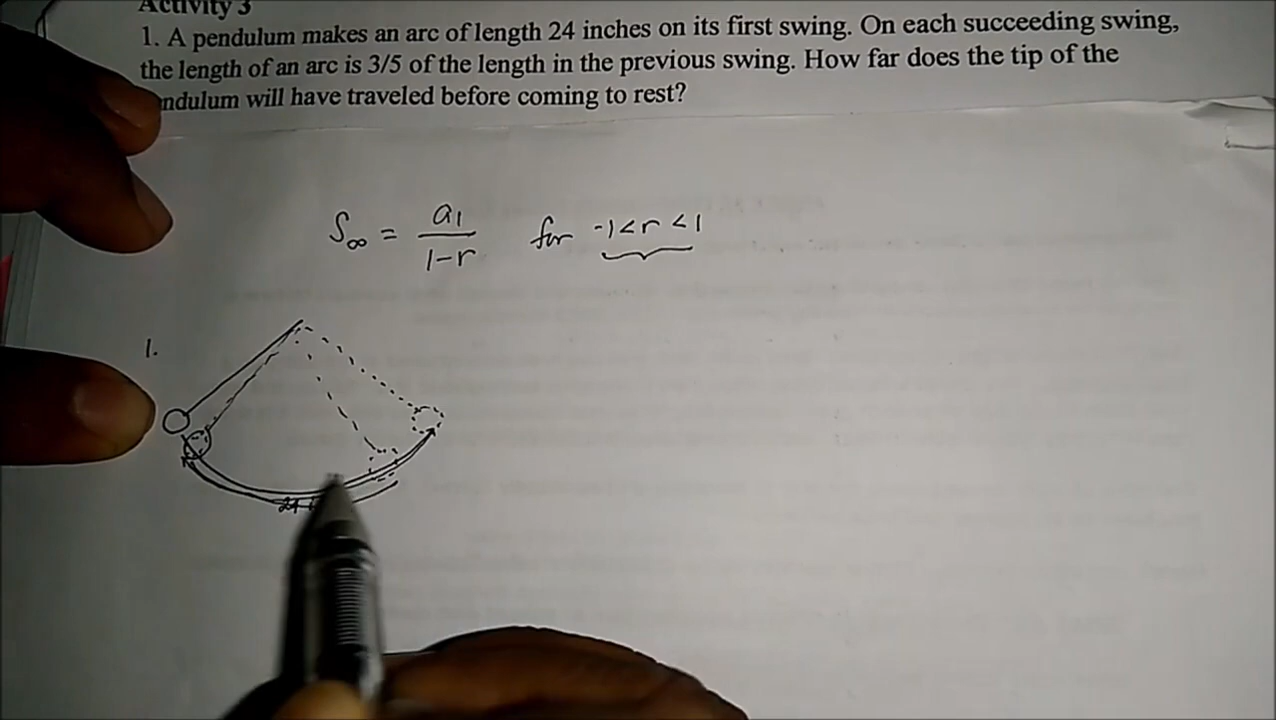 Activity 3
1. A pendulum makes an arc of length 24 inches on its first swing. On each succeeding swing,
the length of an arc is 3/5 of the length in the previous swing. How far does the tip of the
ndulum will have traveled before coming to rest?
S∞ = a1/1-r for -1<r<1
1.
24